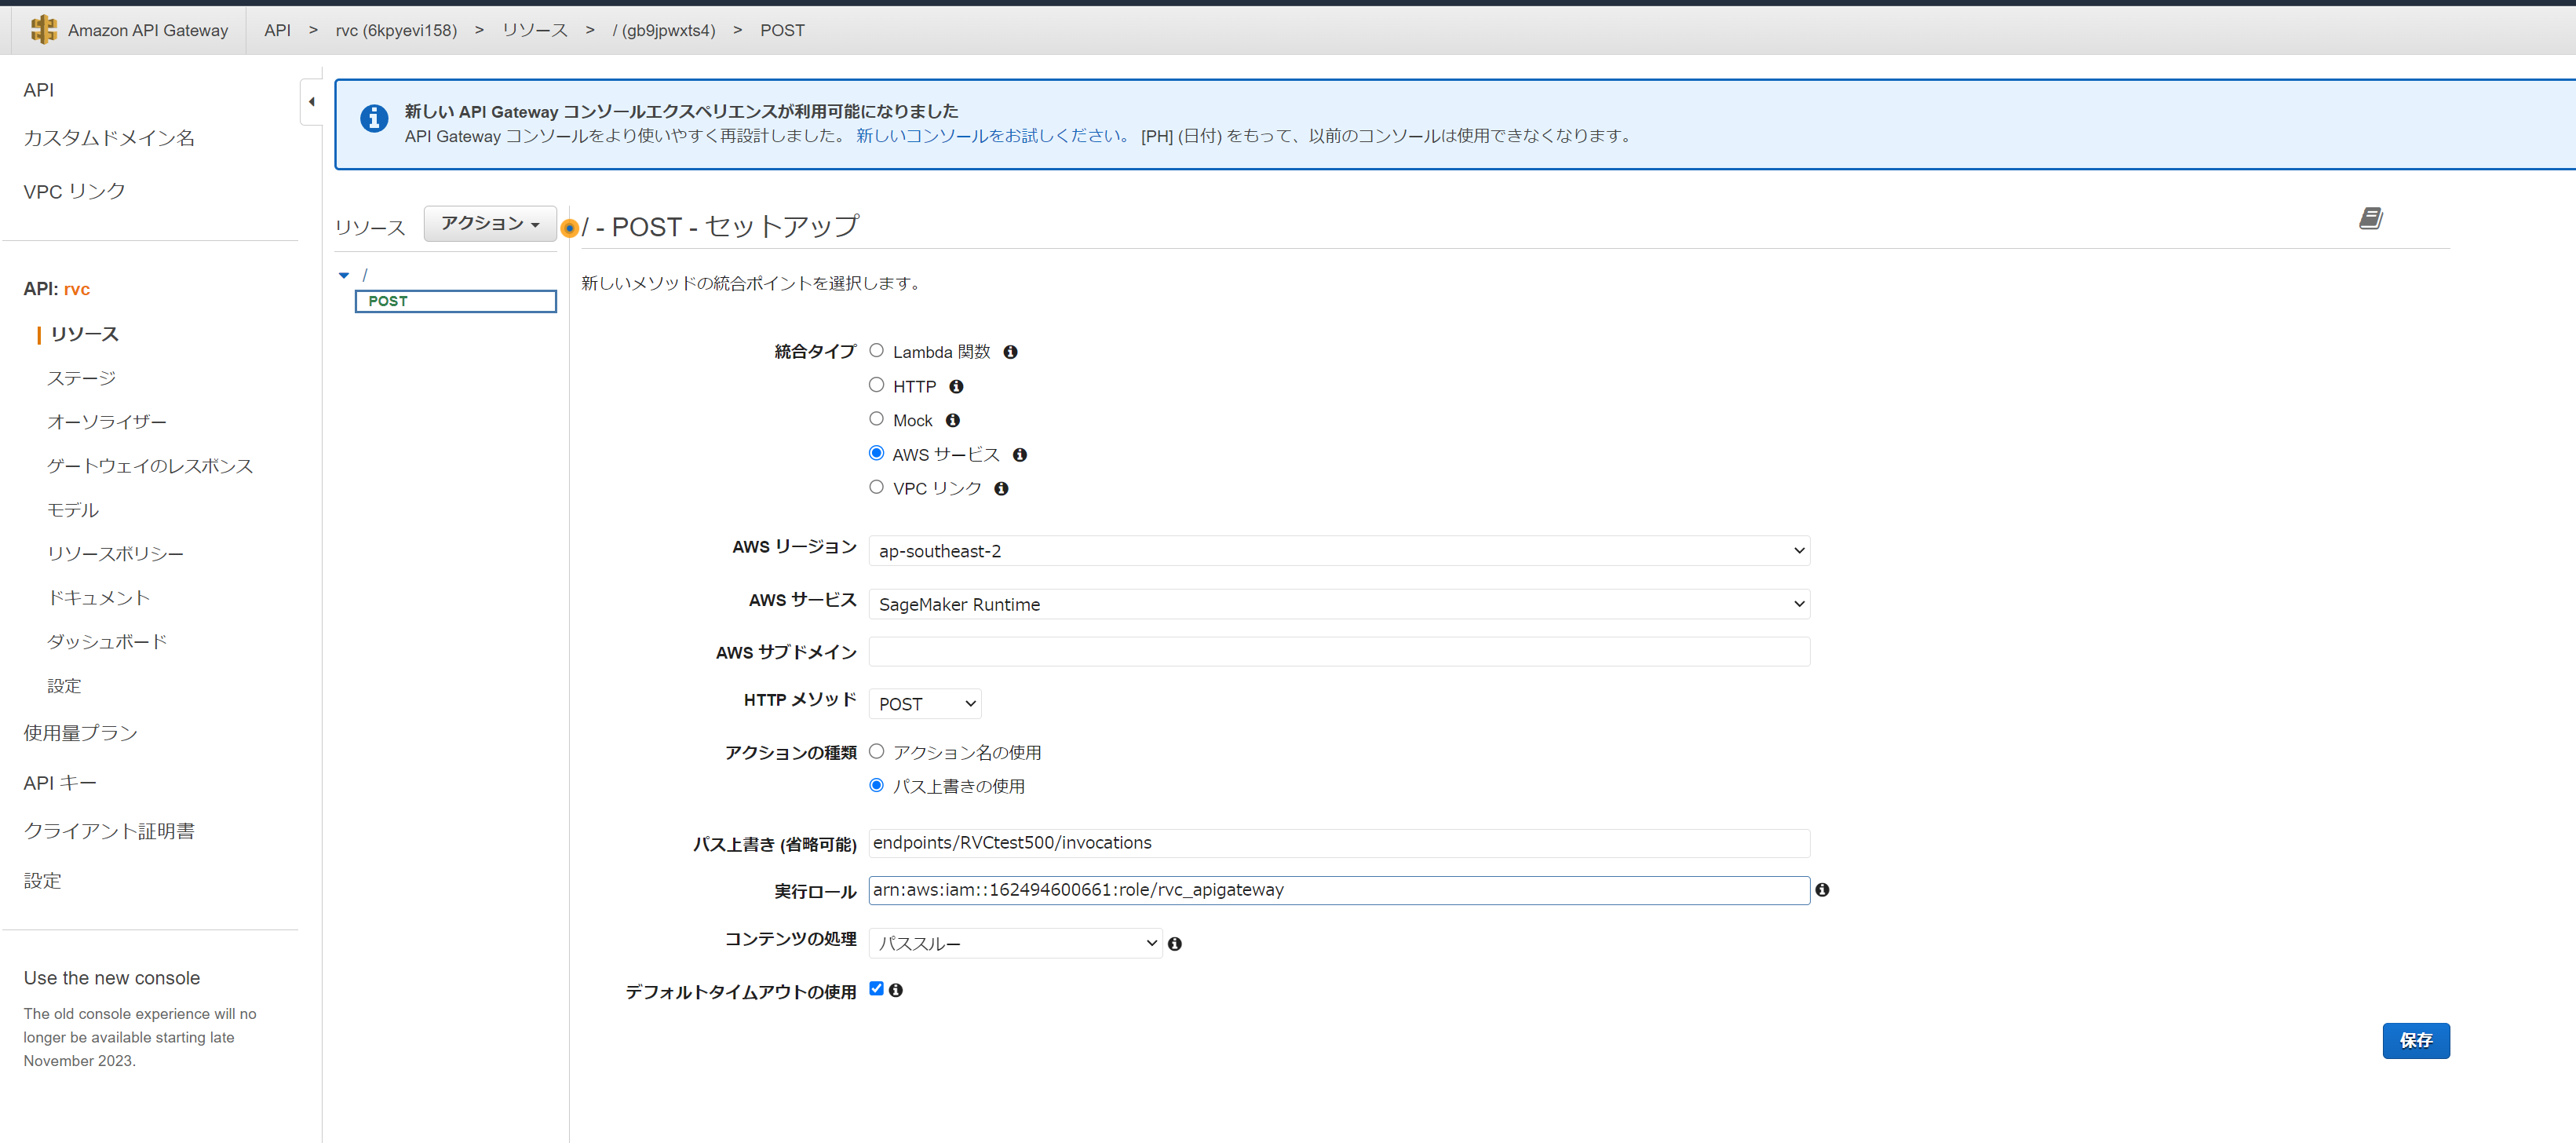 Amazon API Gateway
API > rvc (6kpyevi158) > リソース > / (gb9jpwxts4) > POST
API
カスタムドメイン名
VPC リンク
API: rvc
リソース
ステージ
オーソライザー
ゲートウェイのレスポンス
モデル
リソースポリシー
ドキュメント
ダッシュボード
設定
使用量プラン
API キー
クライアント証明書
設定
Use the new console
The old console experience will no
longer be available starting late
November 2023.
新しい API Gateway コンソールエクスペリエンスが利用可能になりました
API Gateway コンソールをより使いやすく再設計しました。 新しいコンソールをお試しください。 [PH] (日付) をもって、以前のコンソールは使用できなくなります。
リソース
アクション
/
POST
/ - POST - セットアップ
新しいメソッドの統合ポイントを選択します。
統合タイプ Lambda 関数
HTTP
Mock
AWS サービス
VPC リンク
AWS リージョン ap-southeast-2
AWS サービス SageMaker Runtime
AWS サブドメイン
HTTP メソッド POST
アクションの種類 アクション名の使用
パス上書きの使用
パス上書き (省略可能) endpoints/RVCtest500/invocations
実行ロール arn:aws:iam::162494600661:role/rvc_apigateway
コンテンツの処理 パススルー
デフォルトタイムアウトの使用
保存